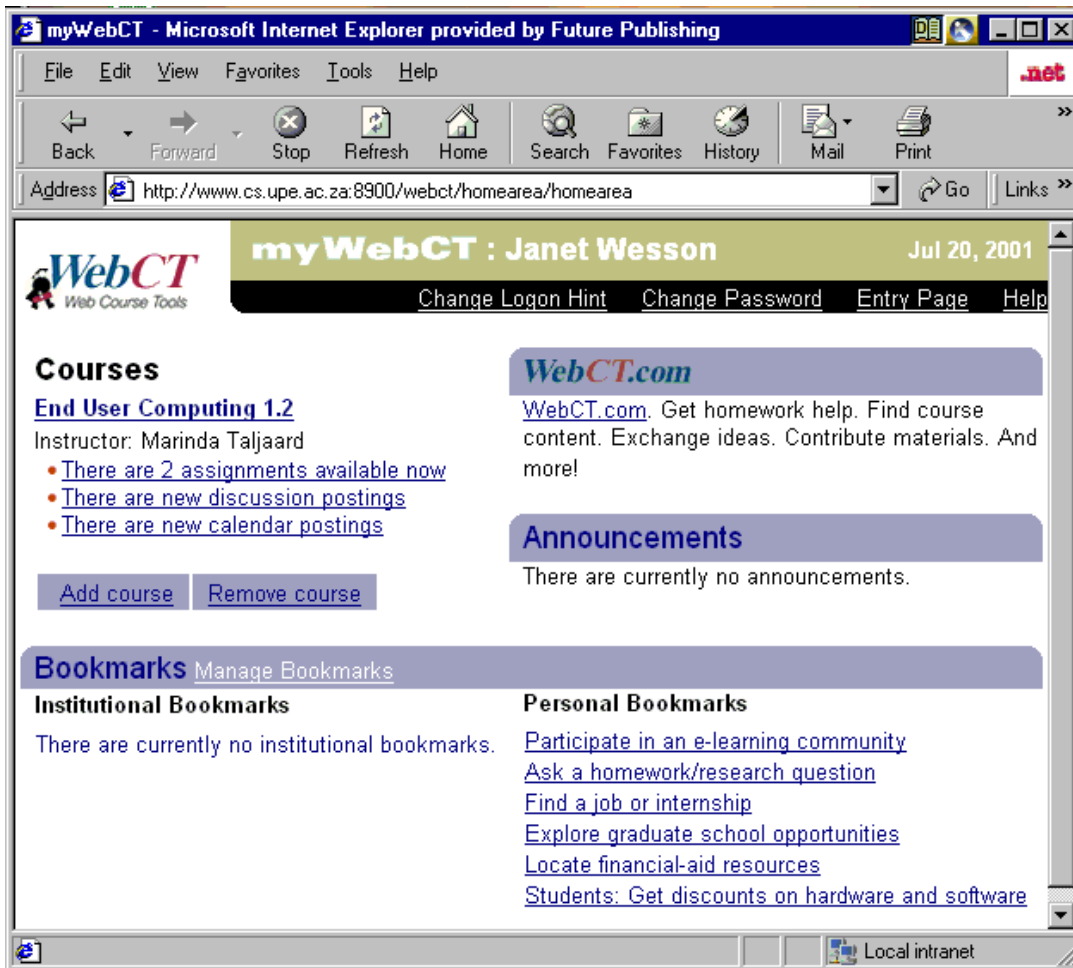 myWebCT - Microsoft Internet Explorer provided by Future Publishing
File Edit View Favorites Tools Help
.net
Back Forward Stop Refresh Home Search Favorites History Mail Print »
Address http://www.cs.upe.ac.za:8900/webct/homearea/homearea Go Links »
WebCT
Web Course Tools
myWebCT : Janet Wesson Jul 20, 2001
Change Logon Hint Change Password Entry Page Help
Courses
End User Computing 1.2
Instructor: Marinda Taljaard
• There are 2 assignments available now
• There are new discussion postings
• There are new calendar postings
Add course Remove course
WebCT.com
WebCT.com. Get homework help. Find course
content. Exchange ideas. Contribute materials. And
more!
Announcements
There are currently no announcements.
Bookmarks Manage Bookmarks
Institutional Bookmarks
There are currently no institutional bookmarks.
Personal Bookmarks
Participate in an e-learning community
Ask a homework/research question
Find a job or internship
Explore graduate school opportunities
Locate financial-aid resources
Students: Get discounts on hardware and software
Local intranet